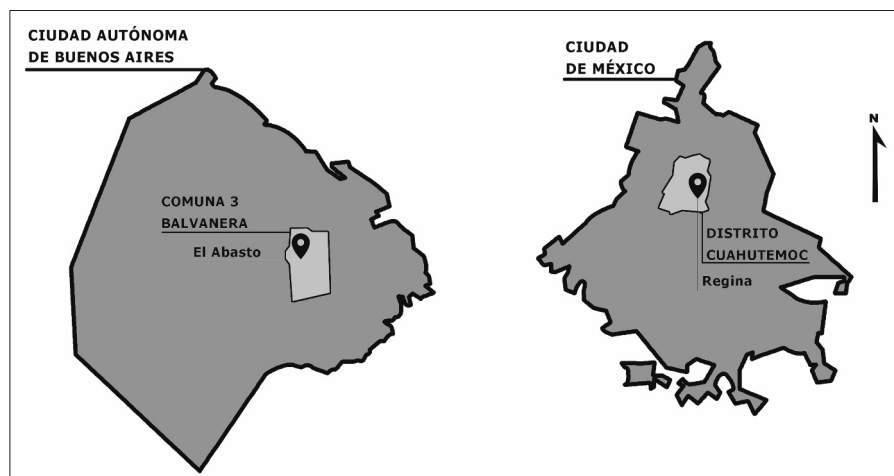 CIUDAD AUTÓNOMA
DE BUENOS AIRES
COMUNA 3
BALVANERA
El Abasto
CIUDAD
DE MÉXICO
N
DISTRITO
CUAHUTEMOC
Regina